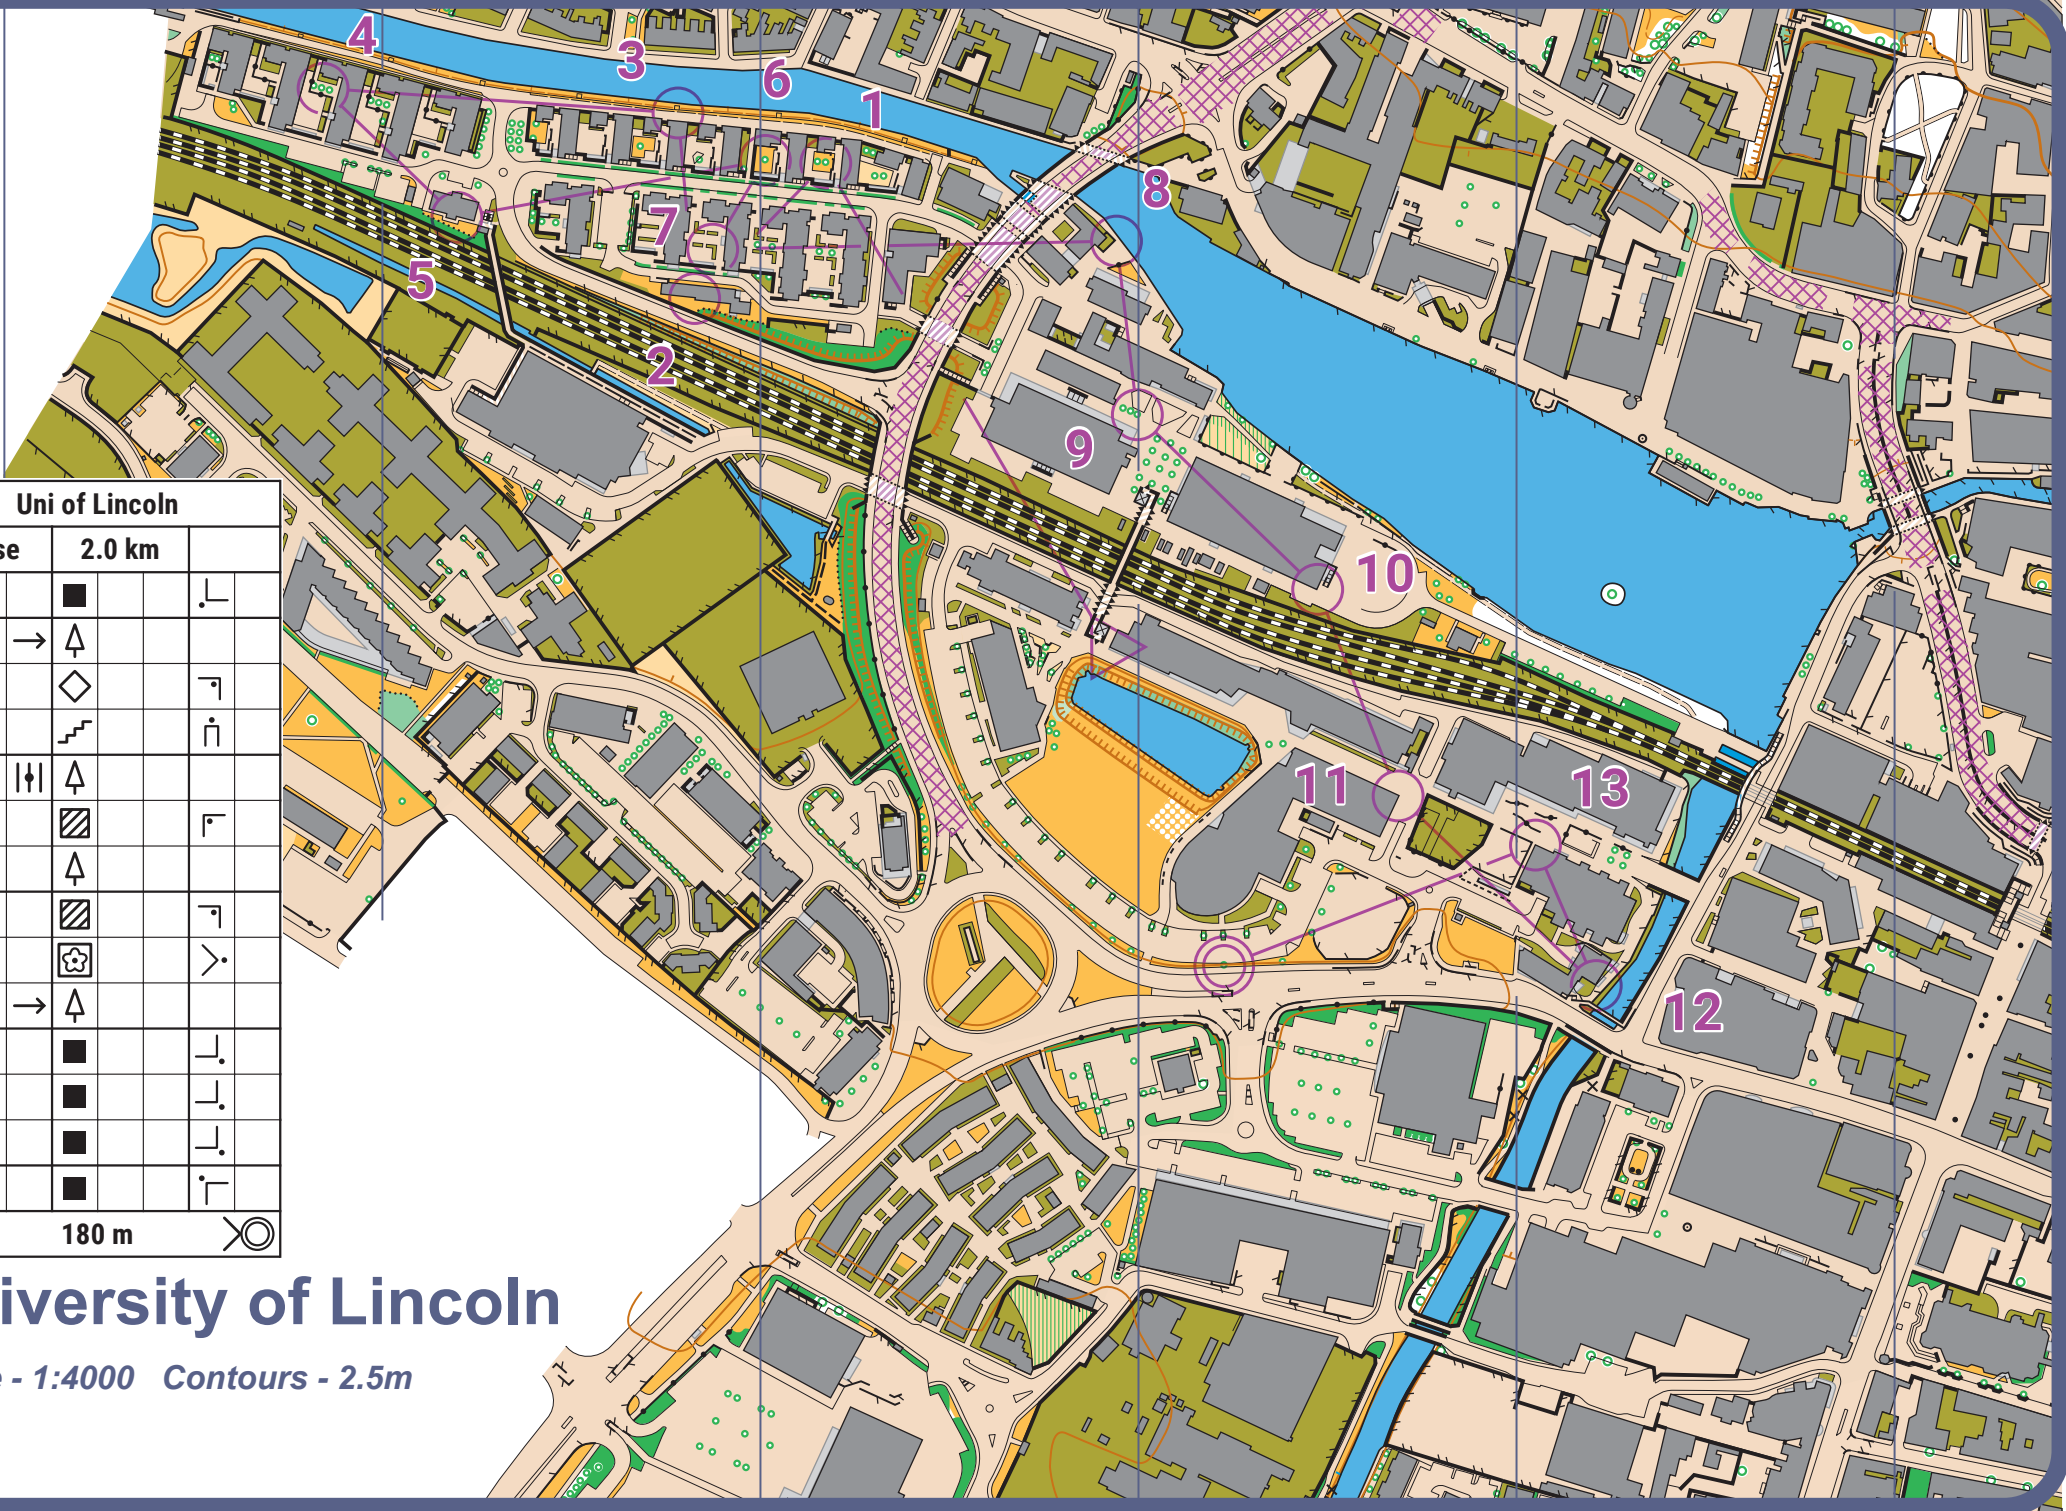 4
3
6
1
8
7
5
2
9
10
11
13
12
Uni of Lincoln
se 2.0 km
180 m
iversity of Lincoln
e - 1:4000 Contours - 2.5m